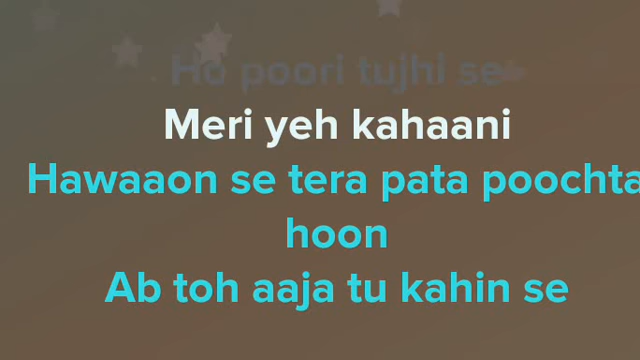 Ho poori tujhi se
Meri yeh kahaani
Hawaaon se tera pata poochta
hoon
Ab toh aaja tu kahin se